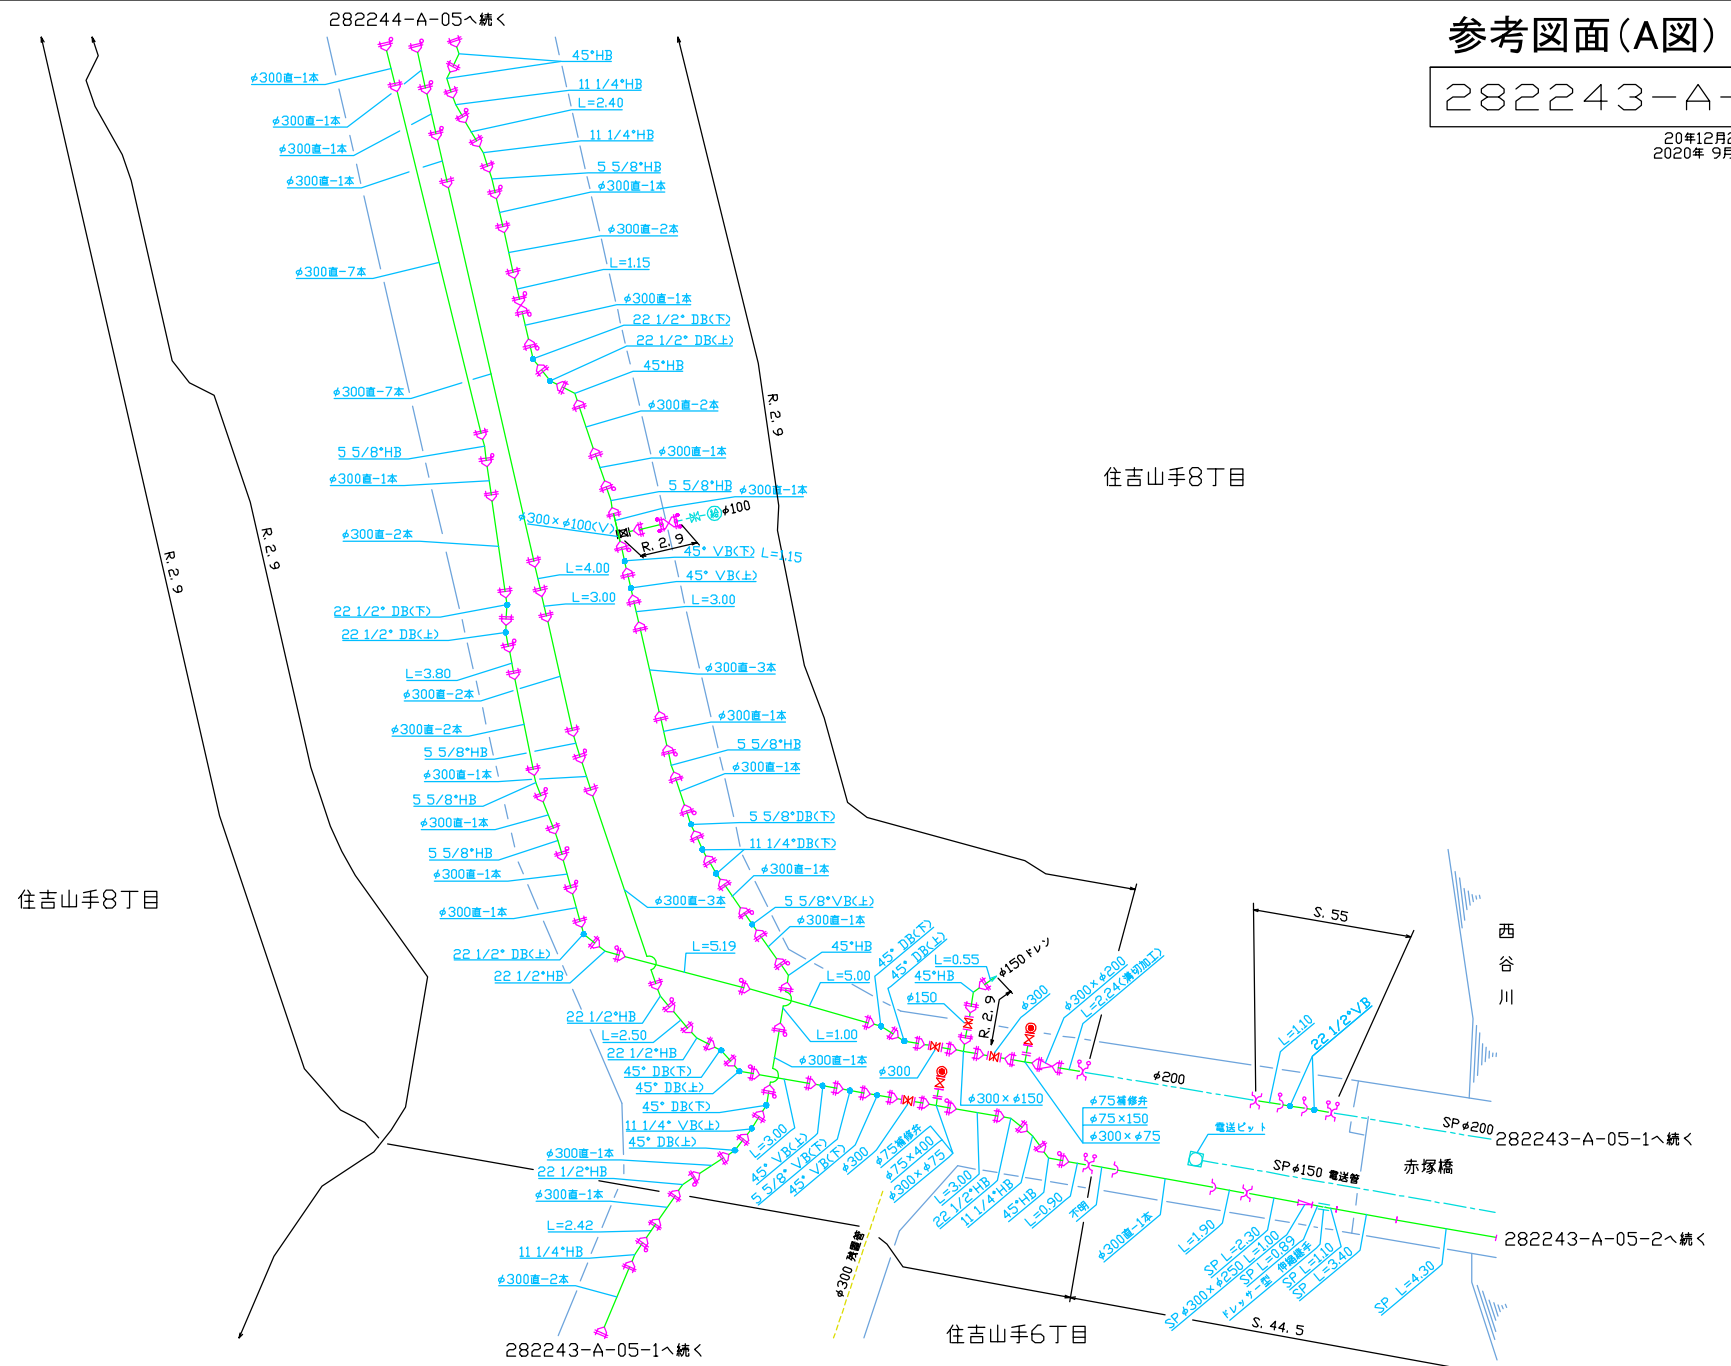 282244-A-05へ続く
参考図面(A図)
282243-A-
20年12月2
2020年 9月
φ300直-1本
φ300直-1本
φ300直-1本
φ300直-1本
φ300直-7本
φ300直-7本
5 5/8°HB
φ300直-1本
φ300直-2本
22 1/2° DB(下)
22 1/2° DB(上)
L=3.80
φ300直-2本
φ300直-2本
5 5/8°HB
φ300直-1本
5 5/8°HB
φ300直-1本
5 5/8°HB
φ300直-1本
φ300直-1本
22 1/2° DB(上)
22 1/2°HB
45°HB
11 1/4°HB
L=2.40
11 1/4°HB
5 5/8°HB
φ300直-1本
φ300直-2本
L=1.15
φ300直-1本
22 1/2° DB(下)
22 1/2° DB(上)
45°HB
φ300直-2本
φ300直-1本
5 5/8°HB
φ300直-1本
φ300×φ100(V)
φ100
R.2.9
45° VB(下)
L=1.15
45° VB(上)
L=3.00
L=4.00
L=3.00
φ300直-3本
φ300直-1本
5 5/8°HB
φ300直-1本
5 5/8°DB(下)
11 1/4°DB(下)
φ300直-1本
5 5/8°VB(上)
φ300直-1本
45°HB
φ300直-3本
L=5.19
L=5.00
L=1.00
φ300直-1本
22 1/2°HB
L=2.50
22 1/2°HB
45° DB(下)
45° DB(上)
45° DB(下)
11 1/4° VB(上)
45° DB(上)
φ300直-1本
22 1/2°HB
φ300直-1本
L=2.42
11 1/4°HB
φ300直-2本
282243-A-05-1へ続く
R.2.9
R.2.9
R.2.9
住吉山手8丁目
住吉山手8丁目
住吉山手6丁目
45° DB(下)
45° DB(上)
L=0.55
45°HB
φ150
φ150ドレン
R.2.9
φ300
φ300×φ200
L=2.24(溝切加工)
φ300
φ300×φ150
φ75補修弁
φ75×150
φ300×φ75
L=3.00
45° VB(上)
5 5/8° VB(下)
45° VB(下)
φ300
φ75補修弁
φ75×400
φ300×φ75
L=3.00
22 1/2°HB
11 1/4°HB
45°HB
L=0.90
不明
φ300直-1本
L=1.90
SP L=2.30
SP φ300×φ250 L=1.00
SP L=0.89
ドレッサー型 伸縮継手
SP L=1.10
SP L=3.40
SP L=4.30
φ200
S.55
L=1.10
22 1/2°VB
西谷川
SPφ200
282243-A-05-1へ続く
電送ピット
SPφ150 電送管
赤塚橋
282243-A-05-2へ続く
φ300 残置管
S.44.5